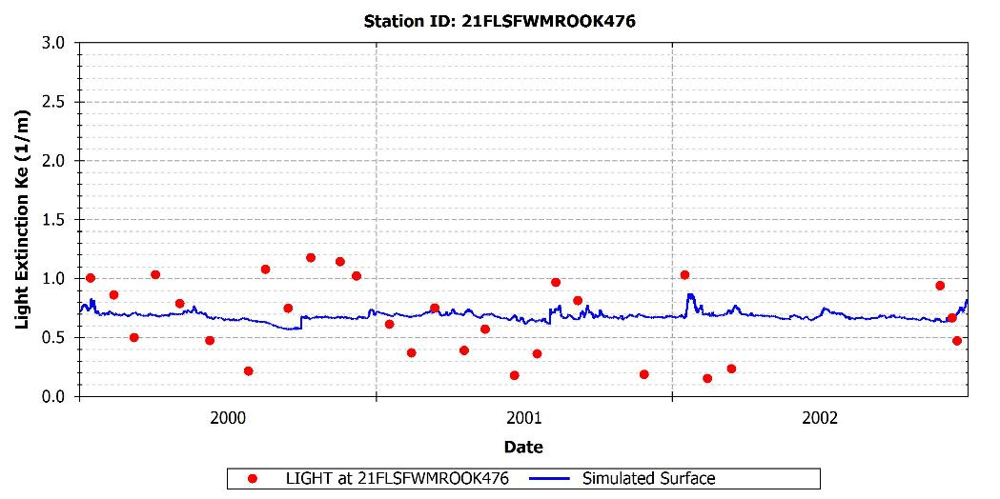 Station ID: 21FLSFWMROOK476
3.0
2.5
2.0
1.5
1.0
0.5
0.0
Light Extinction Ke (1/m)
2000 2001 2002
Date
LIGHT at 21FLSFWMROOK476 Simulated Surface